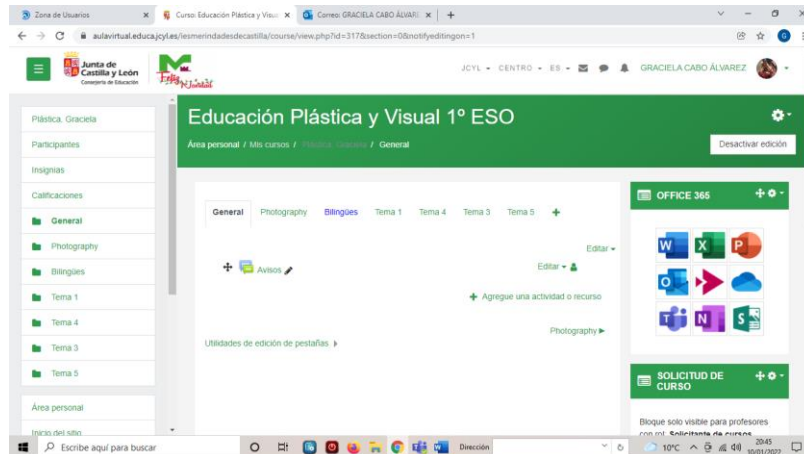 Zona de Usuarios
Curso: Educación Plástica y Visual
Correo: GRACIELA CABO ÁLVARE
aulavirtual.educa.jcyl.es/iesmerindadesdecastilla/course/view.php?id=317&section=0&notifyeditingon=1
G
Junta de
Castilla y León
Consejería de Educación
Feliz
Navidad
JCYL CENTRO ES GRACIELA CABO ÁLVAREZ
Plástica. Graciela
Participantes
Insignias
Calificaciones
General
Photography
Bilingües
Tema 1
Tema 4
Tema 3
Tema 5
Área personal
Inicio del sitio
Educación Plástica y Visual 1º ESO
Área personal / Mis cursos / Plástica. Graciela / General
Desactivar edición
General Photography Bilingües Tema 1 Tema 4 Tema 3 Tema 5
Editar
Avisos
Editar
Agregue una actividad o recurso
Photography
Utilidades de edición de pestañas
OFFICE 365
W X P
O
T N S
SOLICITUD DE
CURSO
Bloque solo visible para profesores
con rol: Solicitante de cursos
Escribe aquí para buscar
Dirección
10°C
20:45
10/01/2022